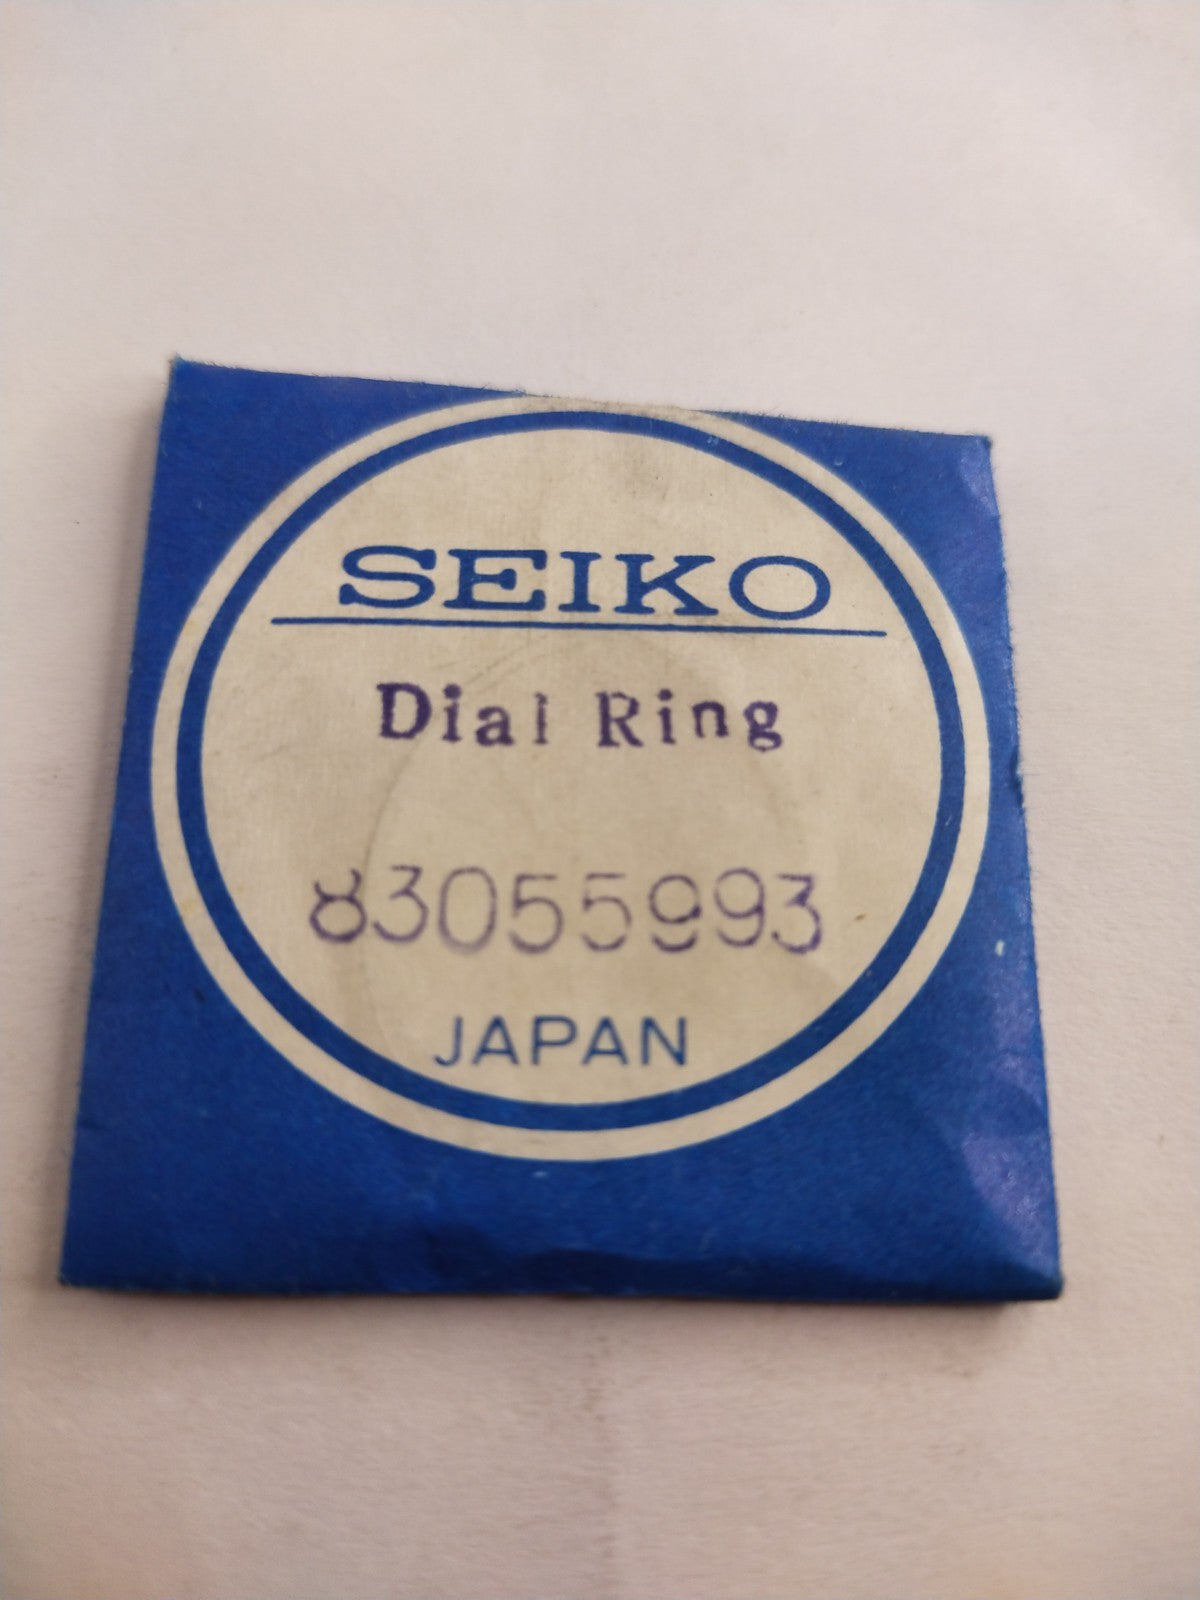 SEIKO
Dial Ring
83055993
JAPAN